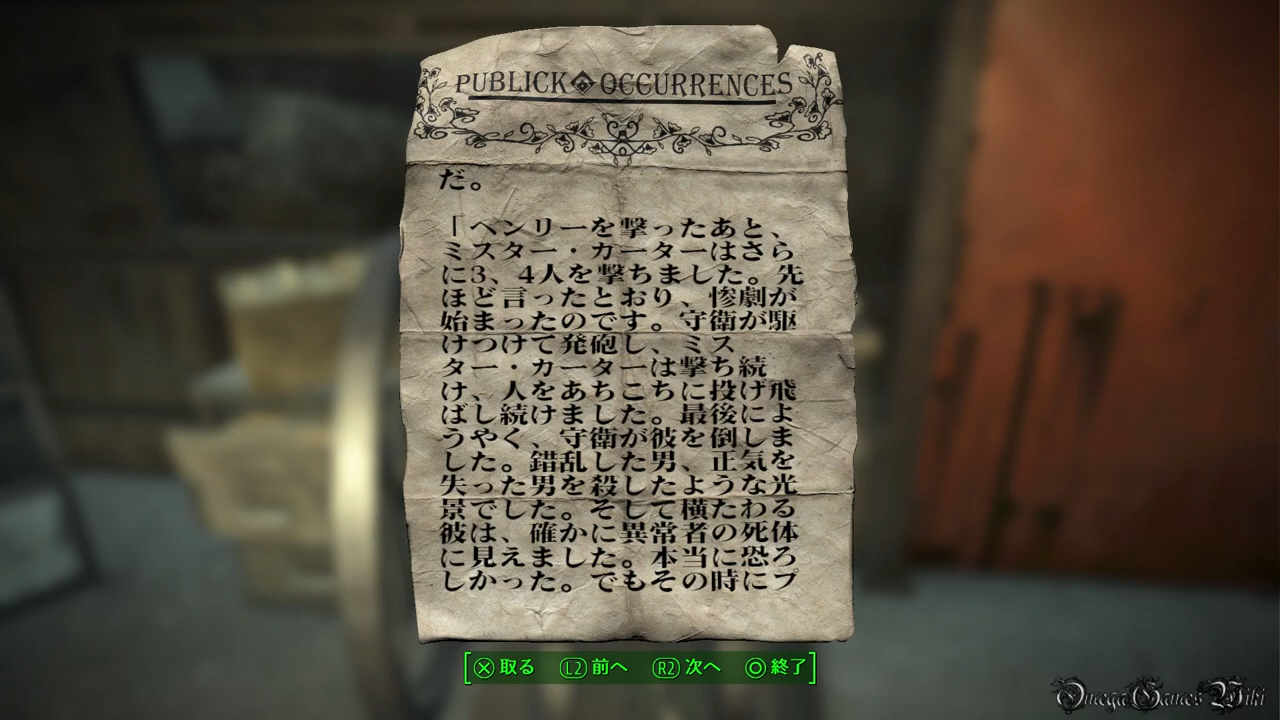 PUBLICK OCCURRENCES
だ。
「ヘンリーを撃ったあと、
ミスター・カーターはさら
に3、4人を撃ちました。先
ほど言ったとおり、惨劇が
始まったのです。守衛が駆
けつけて発砲し、ミス
ター・カーターは撃ち続
け、人をあちこちに投げ飛
ばし続けました。最後によ
うやく、守衛が彼を倒しま
した。錯乱した男、正気を
失った男を殺したような光
景でした。そして横たわる
彼は、確かに異常者の死体
に見えました。本当に恐ろ
しかった。でもその時にプ
取る L2 前へ R2 次へ 終了
Omega Games Wiki